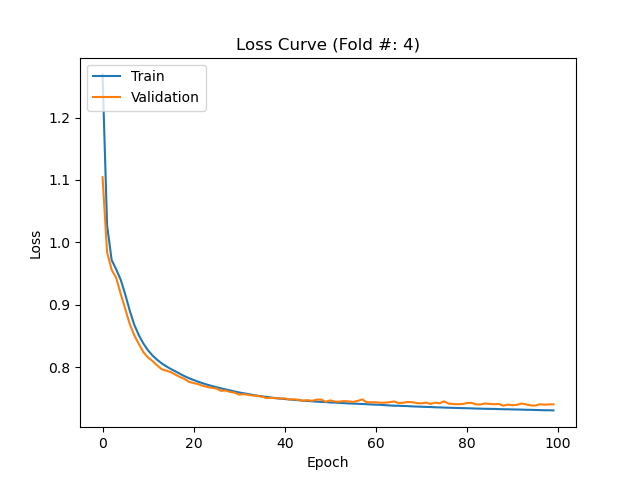 Loss Curve (Fold #: 4)
Train
Validation
Loss
1.2
1.1
1.0
0.9
0.8
0 20 40 60 80 100
Epoch